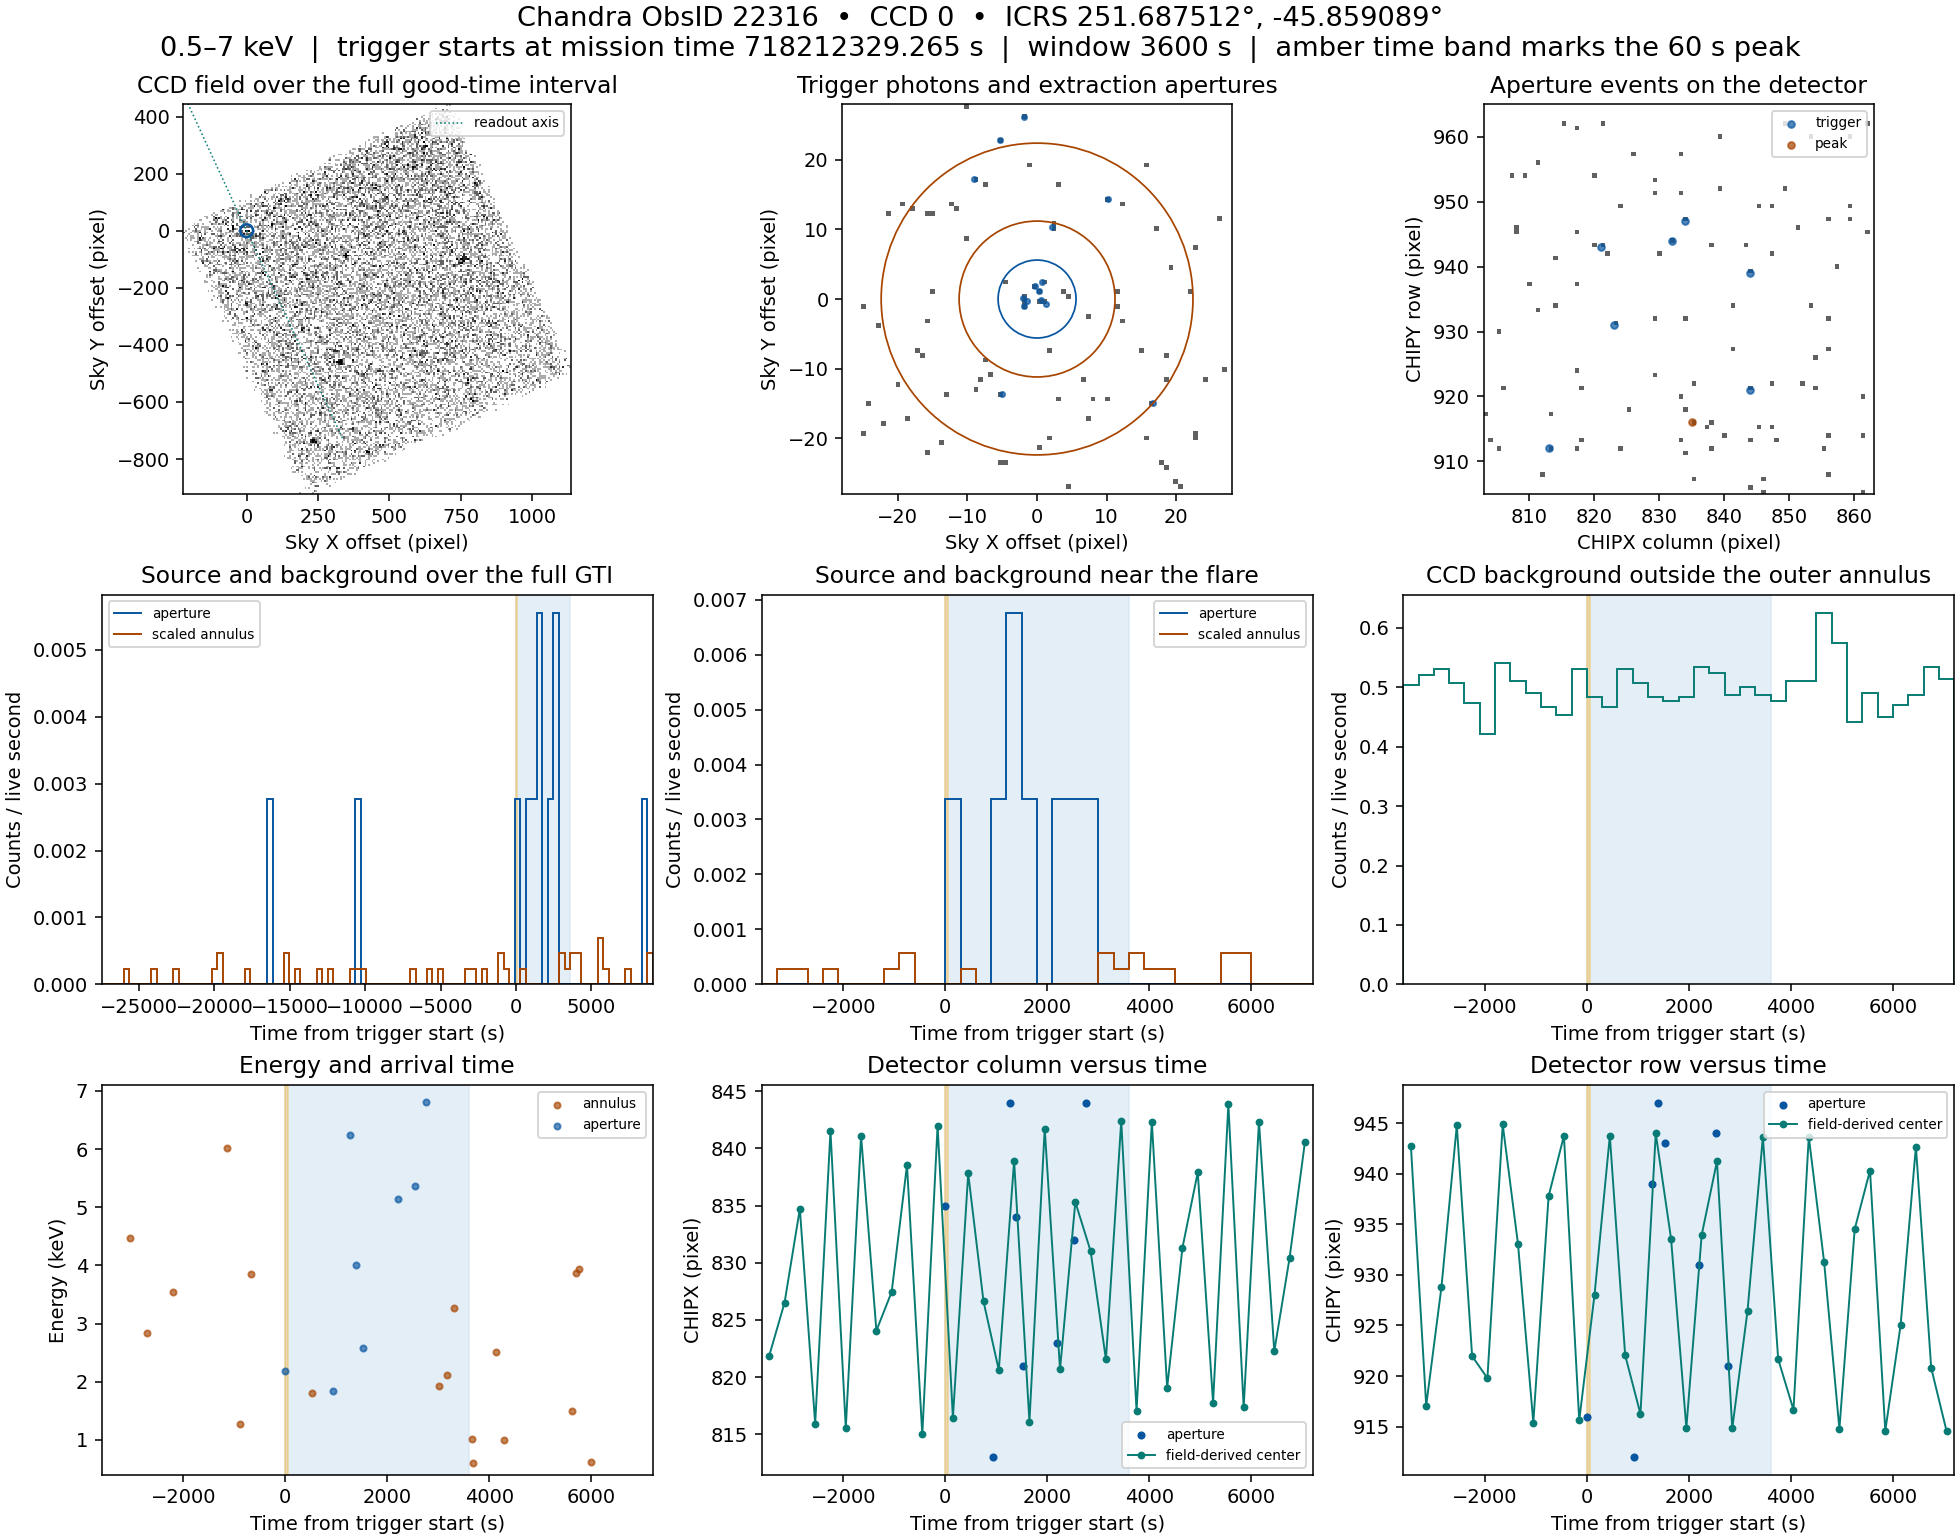 Chandra ObsID 22316 • CCD 0 • ICRS 251.687512°, -45.859089°
0.5–7 keV | trigger starts at mission time 718212329.265 s | window 3600 s | amber time band marks the 60 s peak
CCD field over the full good-time interval
readout axis
400
200
0
−200
−400
−600
−800
0
250
500
750
1000
Sky Y offset (pixel)
Sky X offset (pixel)
Trigger photons and extraction apertures
20
10
0
−10
−20
−20
−10
0
10
20
Sky Y offset (pixel)
Sky X offset (pixel)
Aperture events on the detector
trigger
peak
960
950
940
930
920
910
810
820
830
840
850
860
CHIPY row (pixel)
CHIPX column (pixel)
Source and background over the full GTI
aperture
scaled annulus
0.005
0.004
0.003
0.002
0.001
0.000
−25000
−20000
−15000
−10000
−5000
0
5000
Counts / live second
Time from trigger start (s)
Source and background near the flare
aperture
scaled annulus
0.007
0.006
0.005
0.004
0.003
0.002
0.001
0.000
−2000
0
2000
4000
6000
Counts / live second
Time from trigger start (s)
CCD background outside the outer annulus
0.6
0.5
0.4
0.3
0.2
0.1
0.0
−2000
0
2000
4000
6000
Counts / live second
Time from trigger start (s)
Energy and arrival time
annulus
aperture
7
6
5
4
3
2
1
−2000
0
2000
4000
6000
Energy (keV)
Time from trigger start (s)
Detector column versus time
aperture
field-derived center
845
840
835
830
825
820
815
−2000
0
2000
4000
6000
CHIPX (pixel)
Time from trigger start (s)
Detector row versus time
aperture
field-derived center
945
940
935
930
925
920
915
−2000
0
2000
4000
6000
CHIPY (pixel)
Time from trigger start (s)